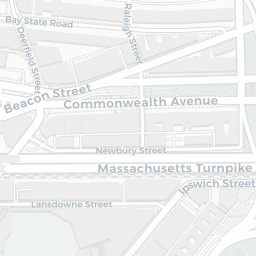 Bay State Road
Raleigh Street
Deerfield Street
Beacon Street
Commonwealth Avenue
Newbury Street
Massachusetts Turnpike
Ipswich Street
Lansdowne Street